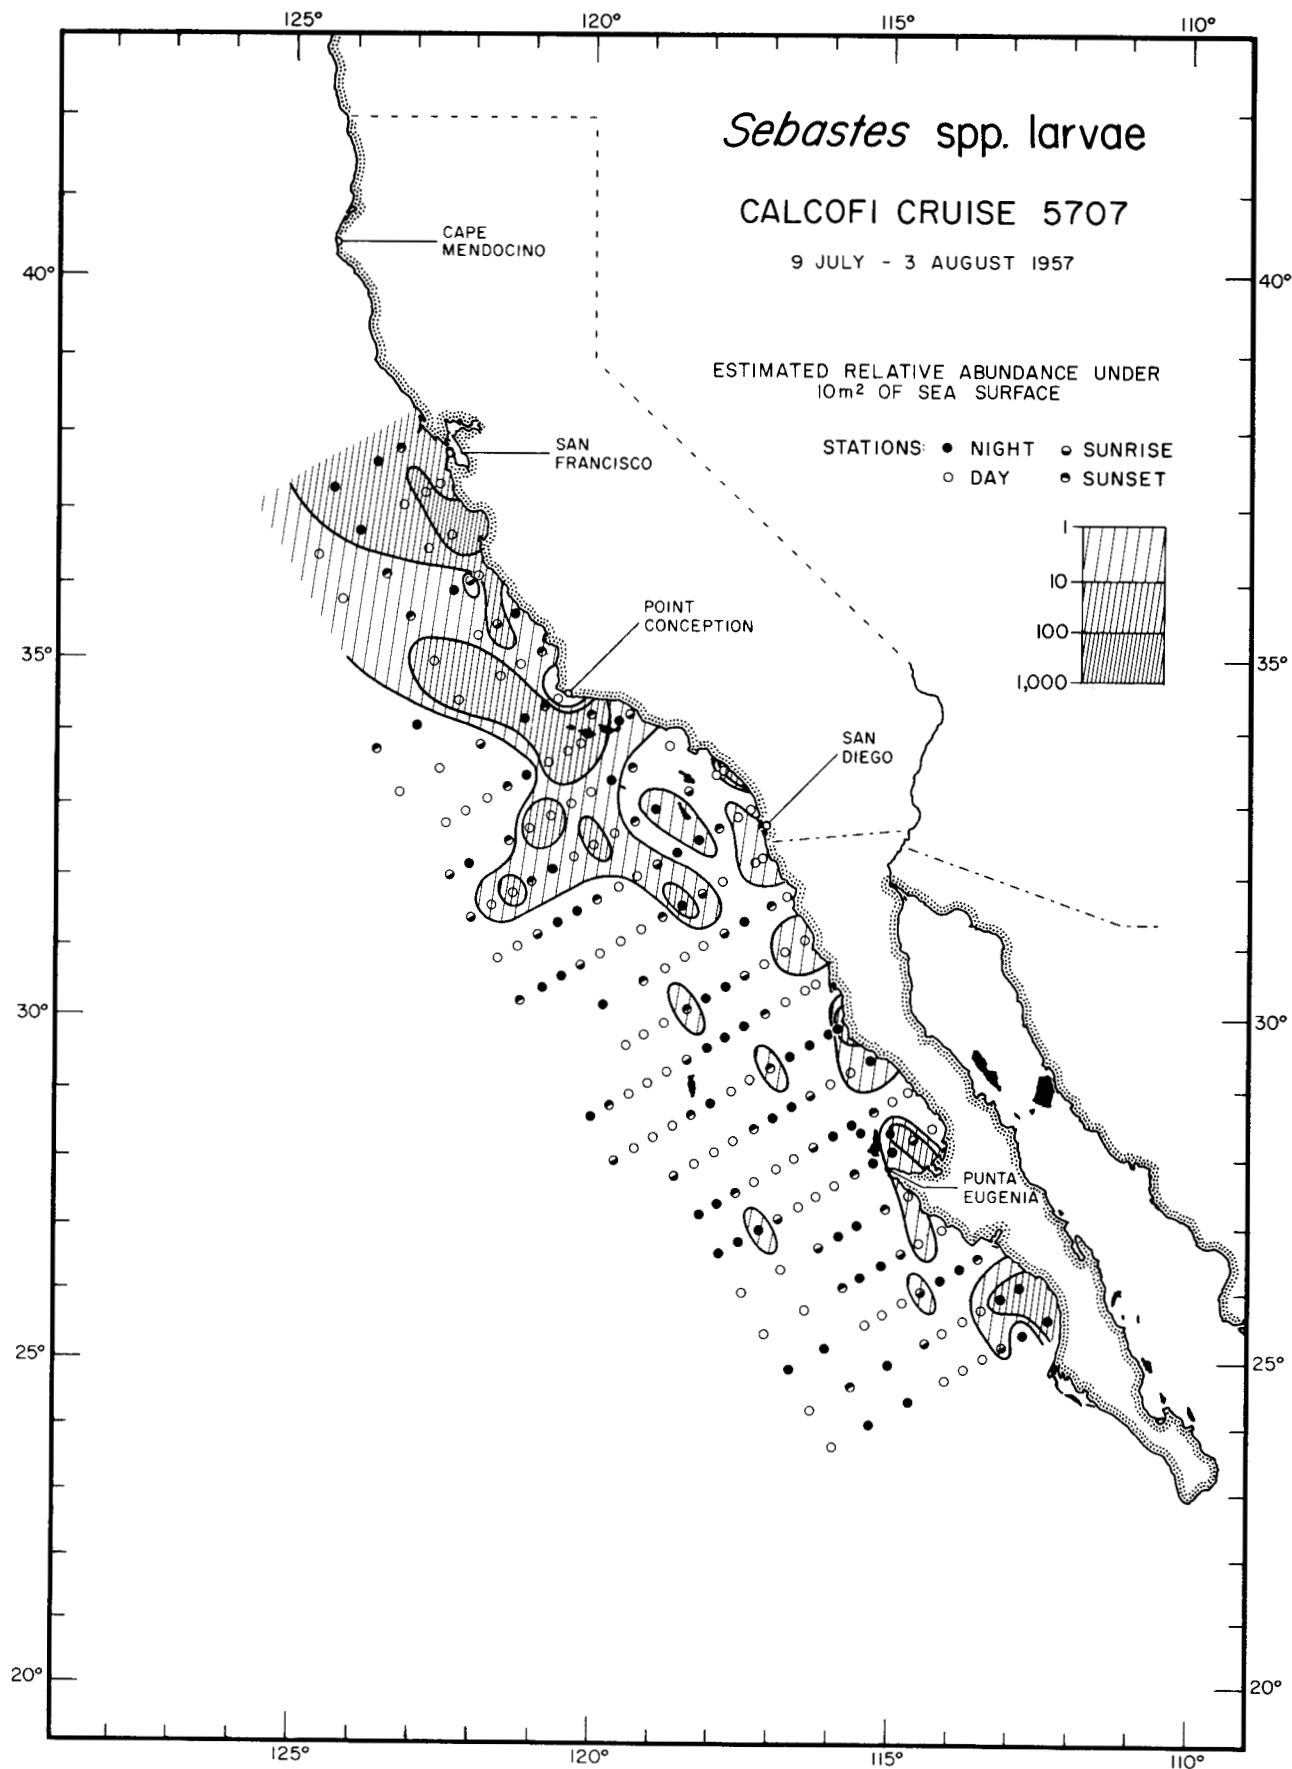 125° 120° 115° 110°
Sebastes spp. larvae
CALCOFI CRUISE 5707
9 JULY - 3 AUGUST 1957
CAPE
MENDOCINO
40° 40°
ESTIMATED RELATIVE ABUNDANCE UNDER
10m² OF SEA SURFACE
STATIONS: ● NIGHT ◒ SUNRISE
○ DAY ◓ SUNSET
SAN
FRANCISCO
1
10
100
1,000
POINT
CONCEPTION
35° 35°
SAN
DIEGO
30° 30°
PUNTA
EUGENIA
25° 25°
20° 20°
125° 120° 115° 110°